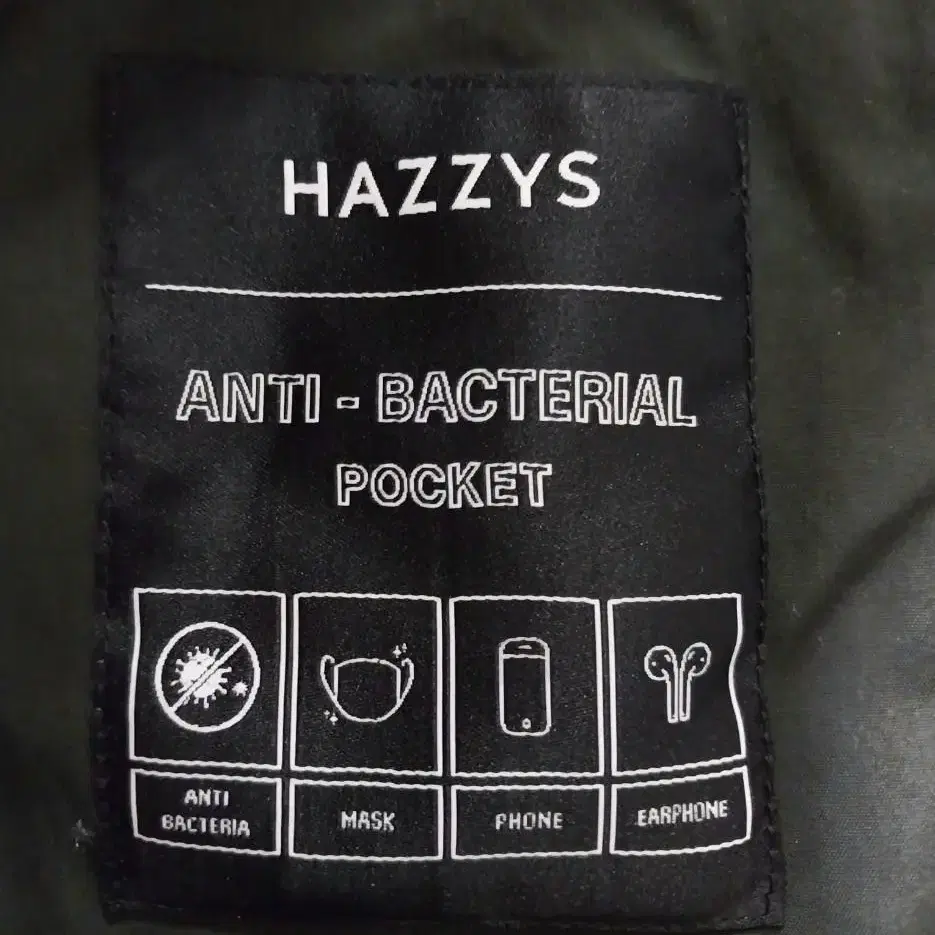 HAZZYS
ANTI - BACTERIAL
POCKET
ANTI
BACTERIA
MASK
PHONE
EARPHONE